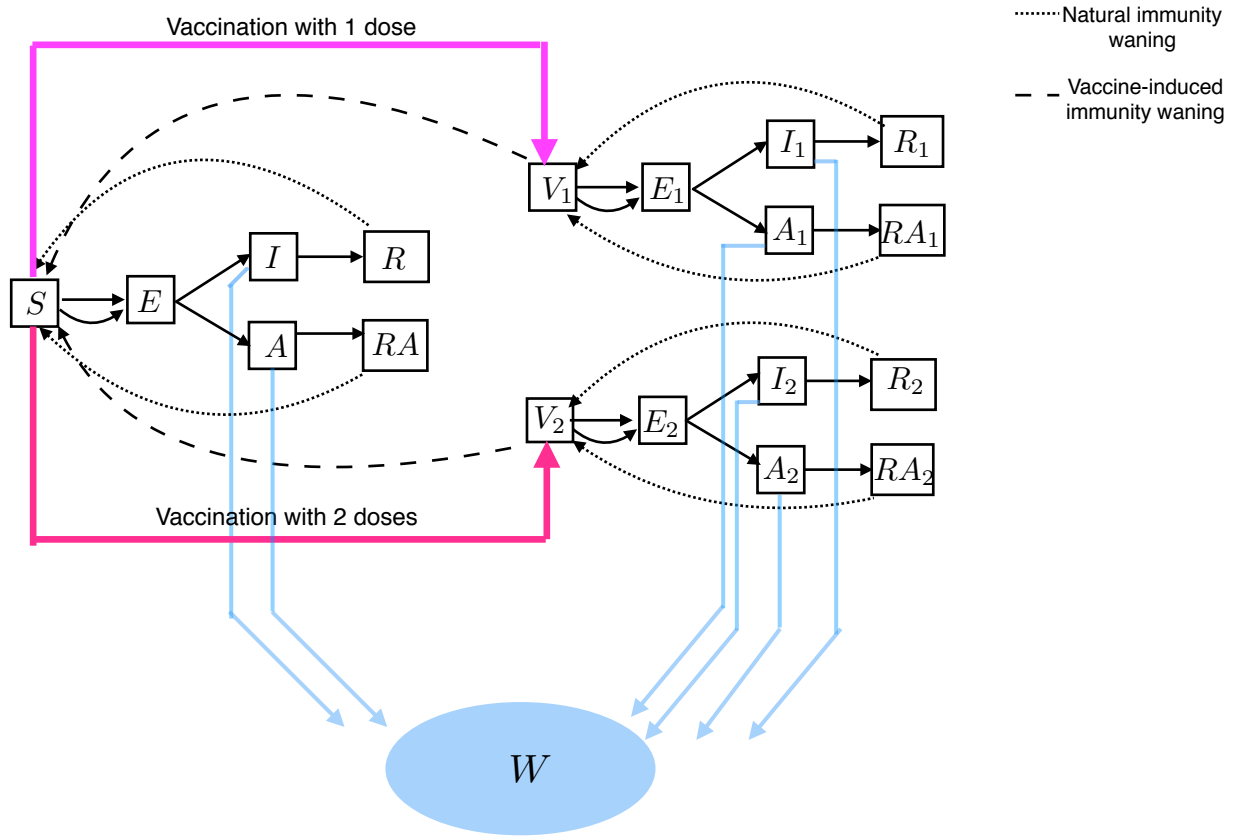 Vaccination with 1 dose
Natural immunity
waning
Vaccine-induced
immunity waning
I₁
R₁
V₁
E₁
A₁
RA₁
I
R
S
E
A
RA
I₂
R₂
V₂
E₂
A₂
RA₂
Vaccination with 2 doses
W